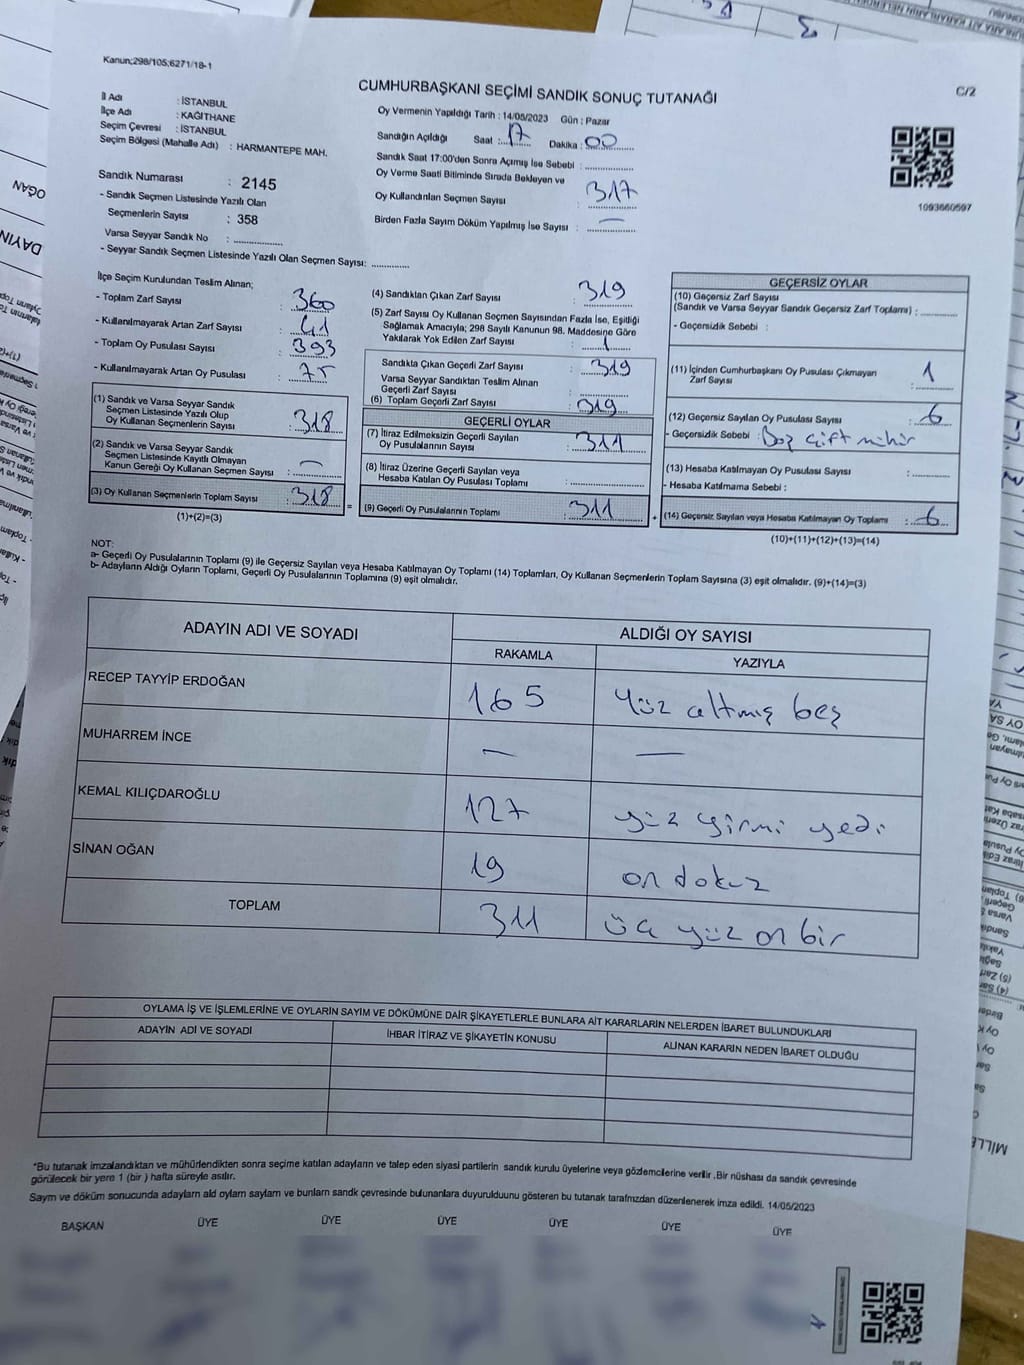 Kanun;298/105;6271/18-1
CUMHURBAŞKANI SEÇİMİ SANDIK SONUÇ TUTANAĞI
C/2
İl Adı : İSTANBUL
İlçe Adı : KAĞITHANE
Seçim Çevresi : İSTANBUL
Seçim Bölgesi (Mahalle Adı) : HARMANTEPE MAH.
Sandık Numarası : 2145
- Sandık Seçmen Listesinde Yazılı Olan
Seçmenlerin Sayısı : 358
Varsa Seyyar Sandık No :
- Seyyar Sandık Seçmen Listesinde Yazılı Olan Seçmen Sayısı:
Oy Vermenin Yapıldığı Tarih : 14/05/2023 Gün : Pazar
Sandığın Açıldığı Saat : 17 Dakika : 00
Sandık Saat 17:00'den Sonra Açımış İse Sebebi :
Oy Verme Saati Bitiminde Sırada Bekleyen ve
Oy Kullandırılan Seçmen Sayısı : 317
Birden Fazla Sayım Döküm Yapılmış İse Sayısı : —
1093660597
İlçe Seçim Kurulundan Teslim Alınan;
- Toplam Zarf Sayısı : 360
- Kullanılmayarak Artan Zarf Sayısı : 41
- Toplam Oy Pusulası Sayısı : 393
- Kullanılmayarak Artan Oy Pusulası : 75
(1) Sandık ve Varsa Seyyar Sandık
Seçmen Listesinde Yazılı Olup
Oy Kullanan Seçmenlerin Sayısı : 318
(2) Sandık ve Varsa Seyyar Sandık
Seçmen Listesinde Kayıtlı Olmayan
Kanun Gereği Oy Kullanan Seçmen Sayısı : —
(3) Oy Kullanan Seçmenlerin Toplam Sayısı : 318
(1)+(2)=(3)
(4) Sandıktan Çıkan Zarf Sayısı : 319
(5) Zarf Sayısı Oy Kullanan Seçmen Sayısından Fazla İse, Eşitliği
Sağlamak Amacıyla; 298 Sayılı Kanunun 98. Maddesine Göre
Yakılarak Yok Edilen Zarf Sayısı : 1
Sandıkta Çıkan Geçerli Zarf Sayısı : 319
Varsa Seyyar Sandıktan Teslim Alınan
Geçerli Zarf Sayısı :
(6) Toplam Geçerli Zarf Sayısı : 319
GEÇERLİ OYLAR
(7) İtiraz Edilmeksizin Geçerli Sayılan
Oy Pusulasının Sayısı : 311
(8) İtiraz Üzerine Geçerli Sayılan veya
Hesaba Katılan Oy Pusulası Toplamı :
(9) Geçerli Oy Pusulalarının Toplamı : 311
GEÇERSİZ OYLAR
(10) Geçersiz Zarf Sayısı
(Sandık ve Varsa Seyyar Sandık Geçersiz Zarf Toplamı) :
- Geçersizlik Sebebi :
(11) İçinden Cumhurbaşkanı Oy Pusulası Çıkmayan
Zarf Sayısı : 1
(12) Geçersiz Sayılan Oy Pusulası Sayısı : 6
- Geçersizlik Sebebi : Boş çift mühür
(13) Hesaba Katılmayan Oy Pusulası Sayısı :
- Hesaba Katılmama Sebebi :
(14) Geçersiz Sayılan veya Hesaba Katılmayan Oy Toplamı : 6
(10)+(11)+(12)+(13)=(14)
NOT:
a- Geçerli Oy Pusulalarının Toplamı (9) ile Geçersiz Sayılan veya Hesaba Katılmayan Oy Toplamı (14) Toplamları, Oy Kullanan Seçmenlerin Toplam Sayısına (3) eşit olmalıdır. (9)+(14)=(3)
b- Adayların Aldığı Oyların Toplamı, Geçerli Oy Pusulalarının Toplamına (9) eşit olmalıdır.
ADAYIN ADI VE SOYADI ALDIĞI OY SAYISI
RAKAMLA YAZIYLA
RECEP TAYYİP ERDOĞAN 165 Yüz altmış beş
MUHARREM İNCE — —
KEMAL KILIÇDAROĞLU 127 yüz yirmi yedi
SİNAN OĞAN 19 on dokuz
TOPLAM 311 üç yüz on bir
OYLAMA İŞ VE İŞLEMLERİNE VE OYLARIN SAYIM VE DÖKÜMÜNE DAİR ŞİKAYETLERLE BUNLARA AİT KARARLARIN NELERDEN İBARET BULUNDUKLARI
ADAYIN ADI VE SOYADI İHBAR İTİRAZ VE ŞİKAYETİN KONUSU ALINAN KARARIN NEDEN İBARET OLDUĞU
*Bu tutanak imzalandıktan ve mühürlendikten sonra seçime katılan adayların ve talep eden siyasi partilerin sandık kurulu üyelerine veya gözlemcilerine verilir .Bir nüshası da sandık çevresinde
görülecek bir yere 1 (bir ) hafta süreyle asılır.
Sayım ve döküm sonucunda adayların ald oyların sayları ve bunların sandk çevresinde bulunanlara duyurulduunu gösteren bu tutanak tarafımzdan düzenlenerek imza edildi. 14/05/2023
BAŞKAN ÜYE ÜYE ÜYE ÜYE ÜYE ÜYE